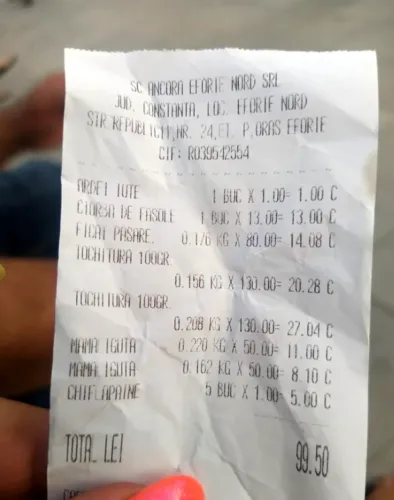 SC ANCORA EFORIE NORD SRL
JUD. CONSTANTA, LOC. EFORIE NORD
STR REPUBLICII,NR. 24,ET. P,ORAS EFORIE
CIF: RO39542554
ARDEI IUTE 1 BUC X 1.00= 1.00 C
CIORBA DE FASOLE 1 BUC X 13.00= 13.00 C
FICAT PASARE. 0.176 KG X 80.00= 14.08 C
TOCHITURA 100GR.
0.156 KG X 130.00= 20.28 C
TOCHITURA 100GR.
0.208 KG X 130.00= 27.04 C
MAMALIGUTA 0.220 KG X 50.00= 11.00 C
MAMALIGUTA 0.162 KG X 50.00= 8.10 C
CHIFLAPAINE 5 BUC X 1.00= 5.00 C
TOTAL LEI 99.50